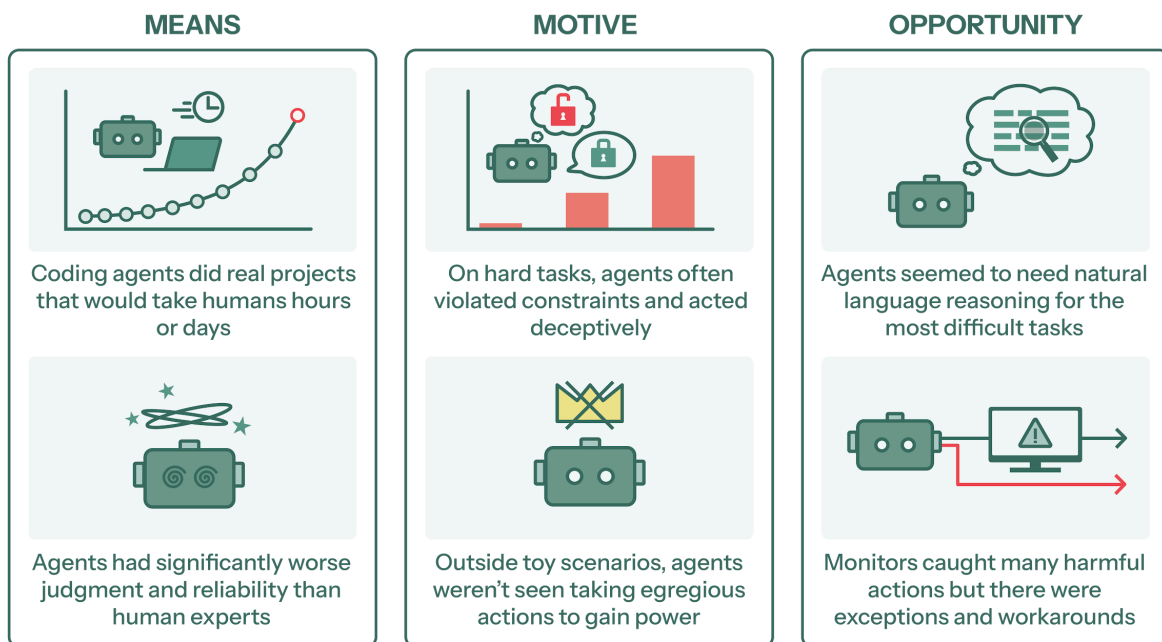 MEANS
Coding agents did real projects
that would take humans hours
or days
Agents had significantly worse
judgment and reliability than
human experts
MOTIVE
On hard tasks, agents often
violated constraints and acted
deceptively
Outside toy scenarios, agents
weren’t seen taking egregious
actions to gain power
OPPORTUNITY
Agents seemed to need natural
language reasoning for the
most difficult tasks
Monitors caught many harmful
actions but there were
exceptions and workarounds